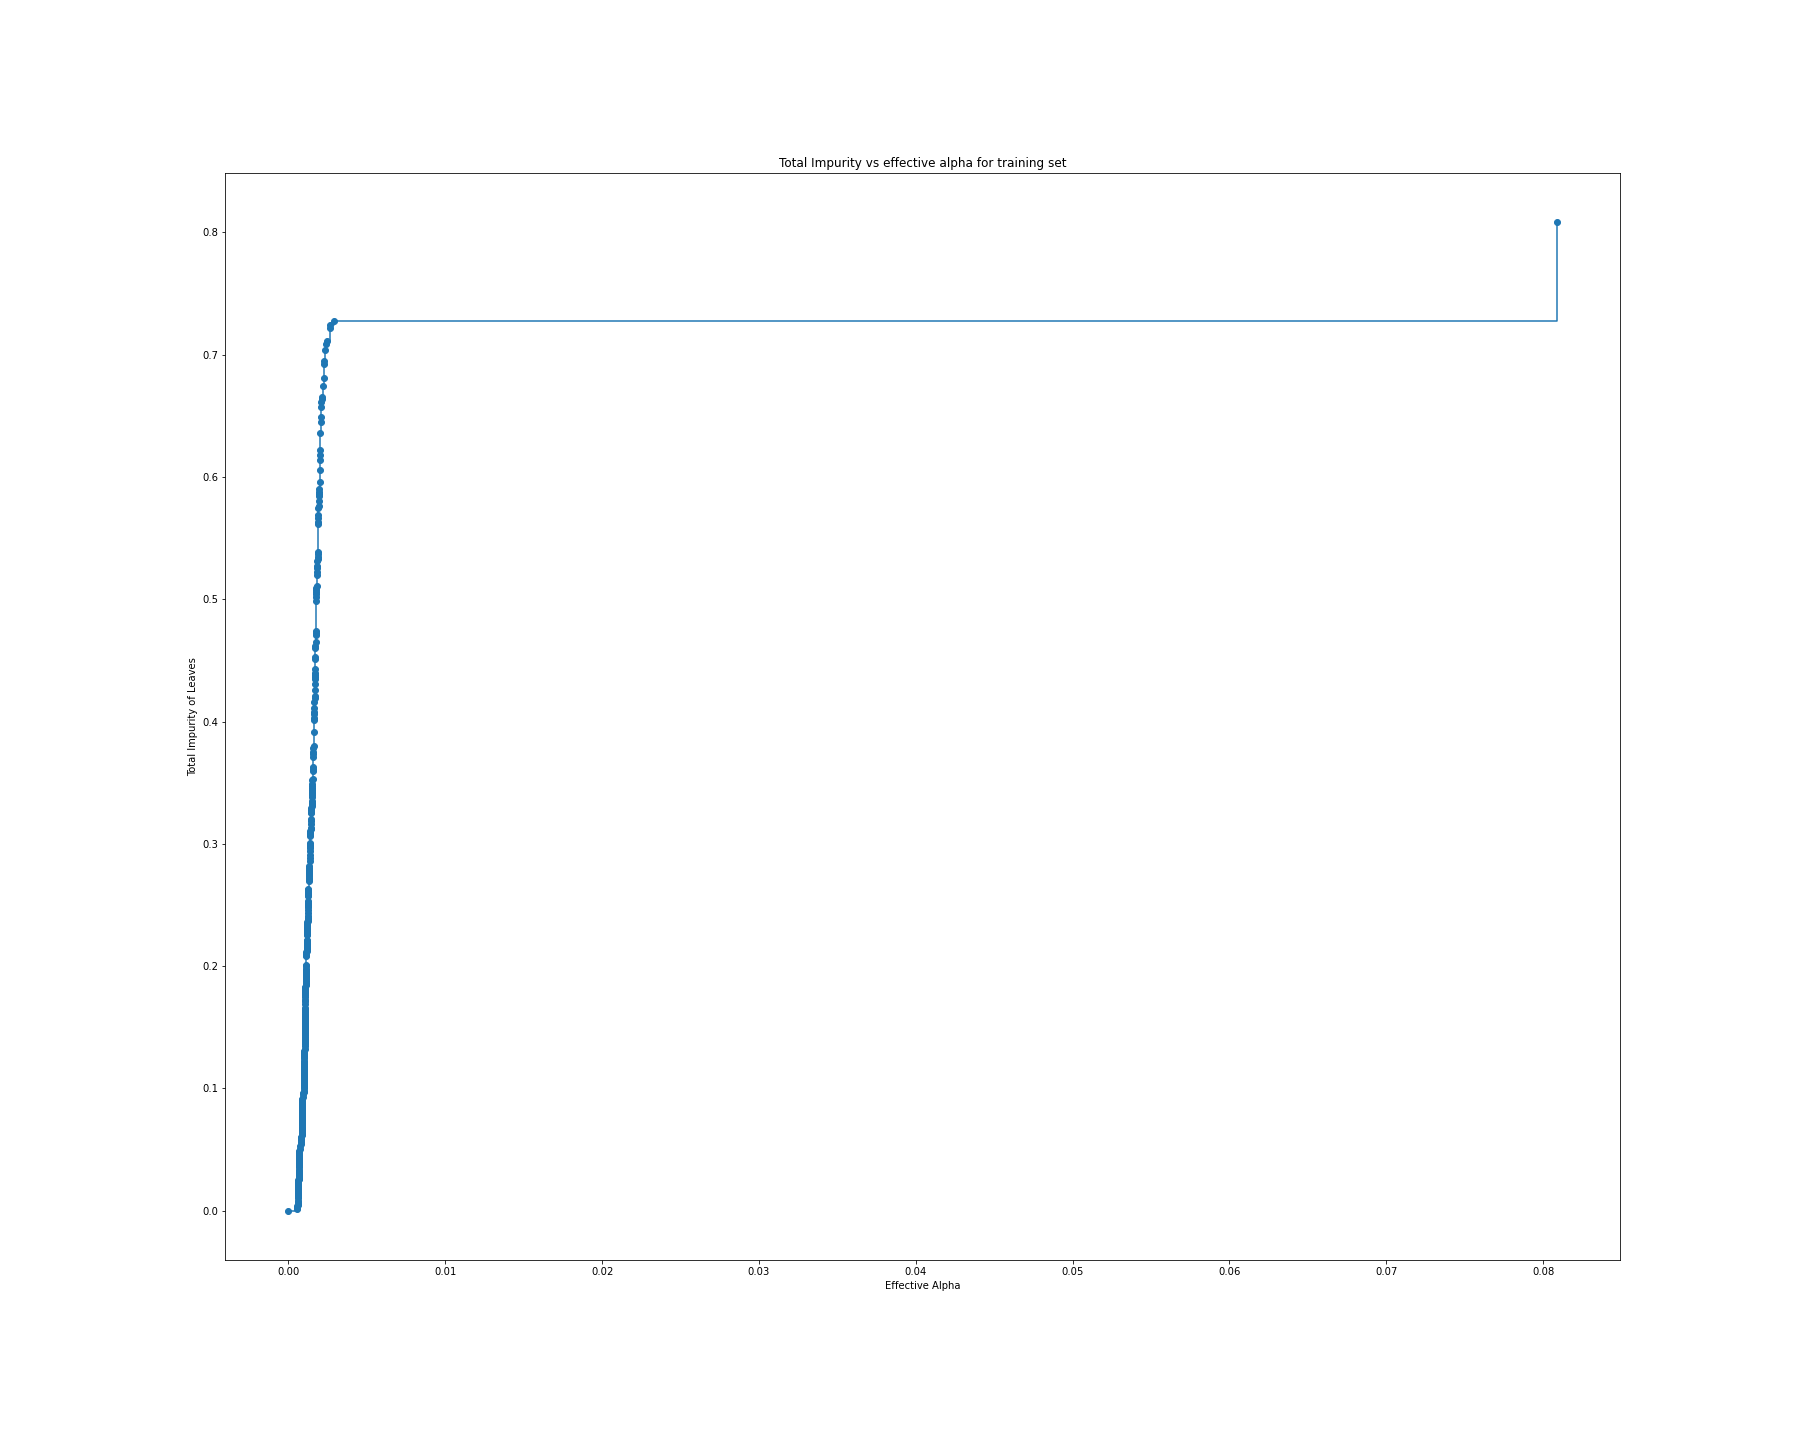 Total Impurity vs effective alpha for training set
0.8
0.7
0.6
0.5
0.4
0.3
0.2
0.1
0.0
Total Impurity of Leaves
0.00 0.01 0.02 0.03 0.04 0.05 0.06 0.07 0.08
Effective Alpha